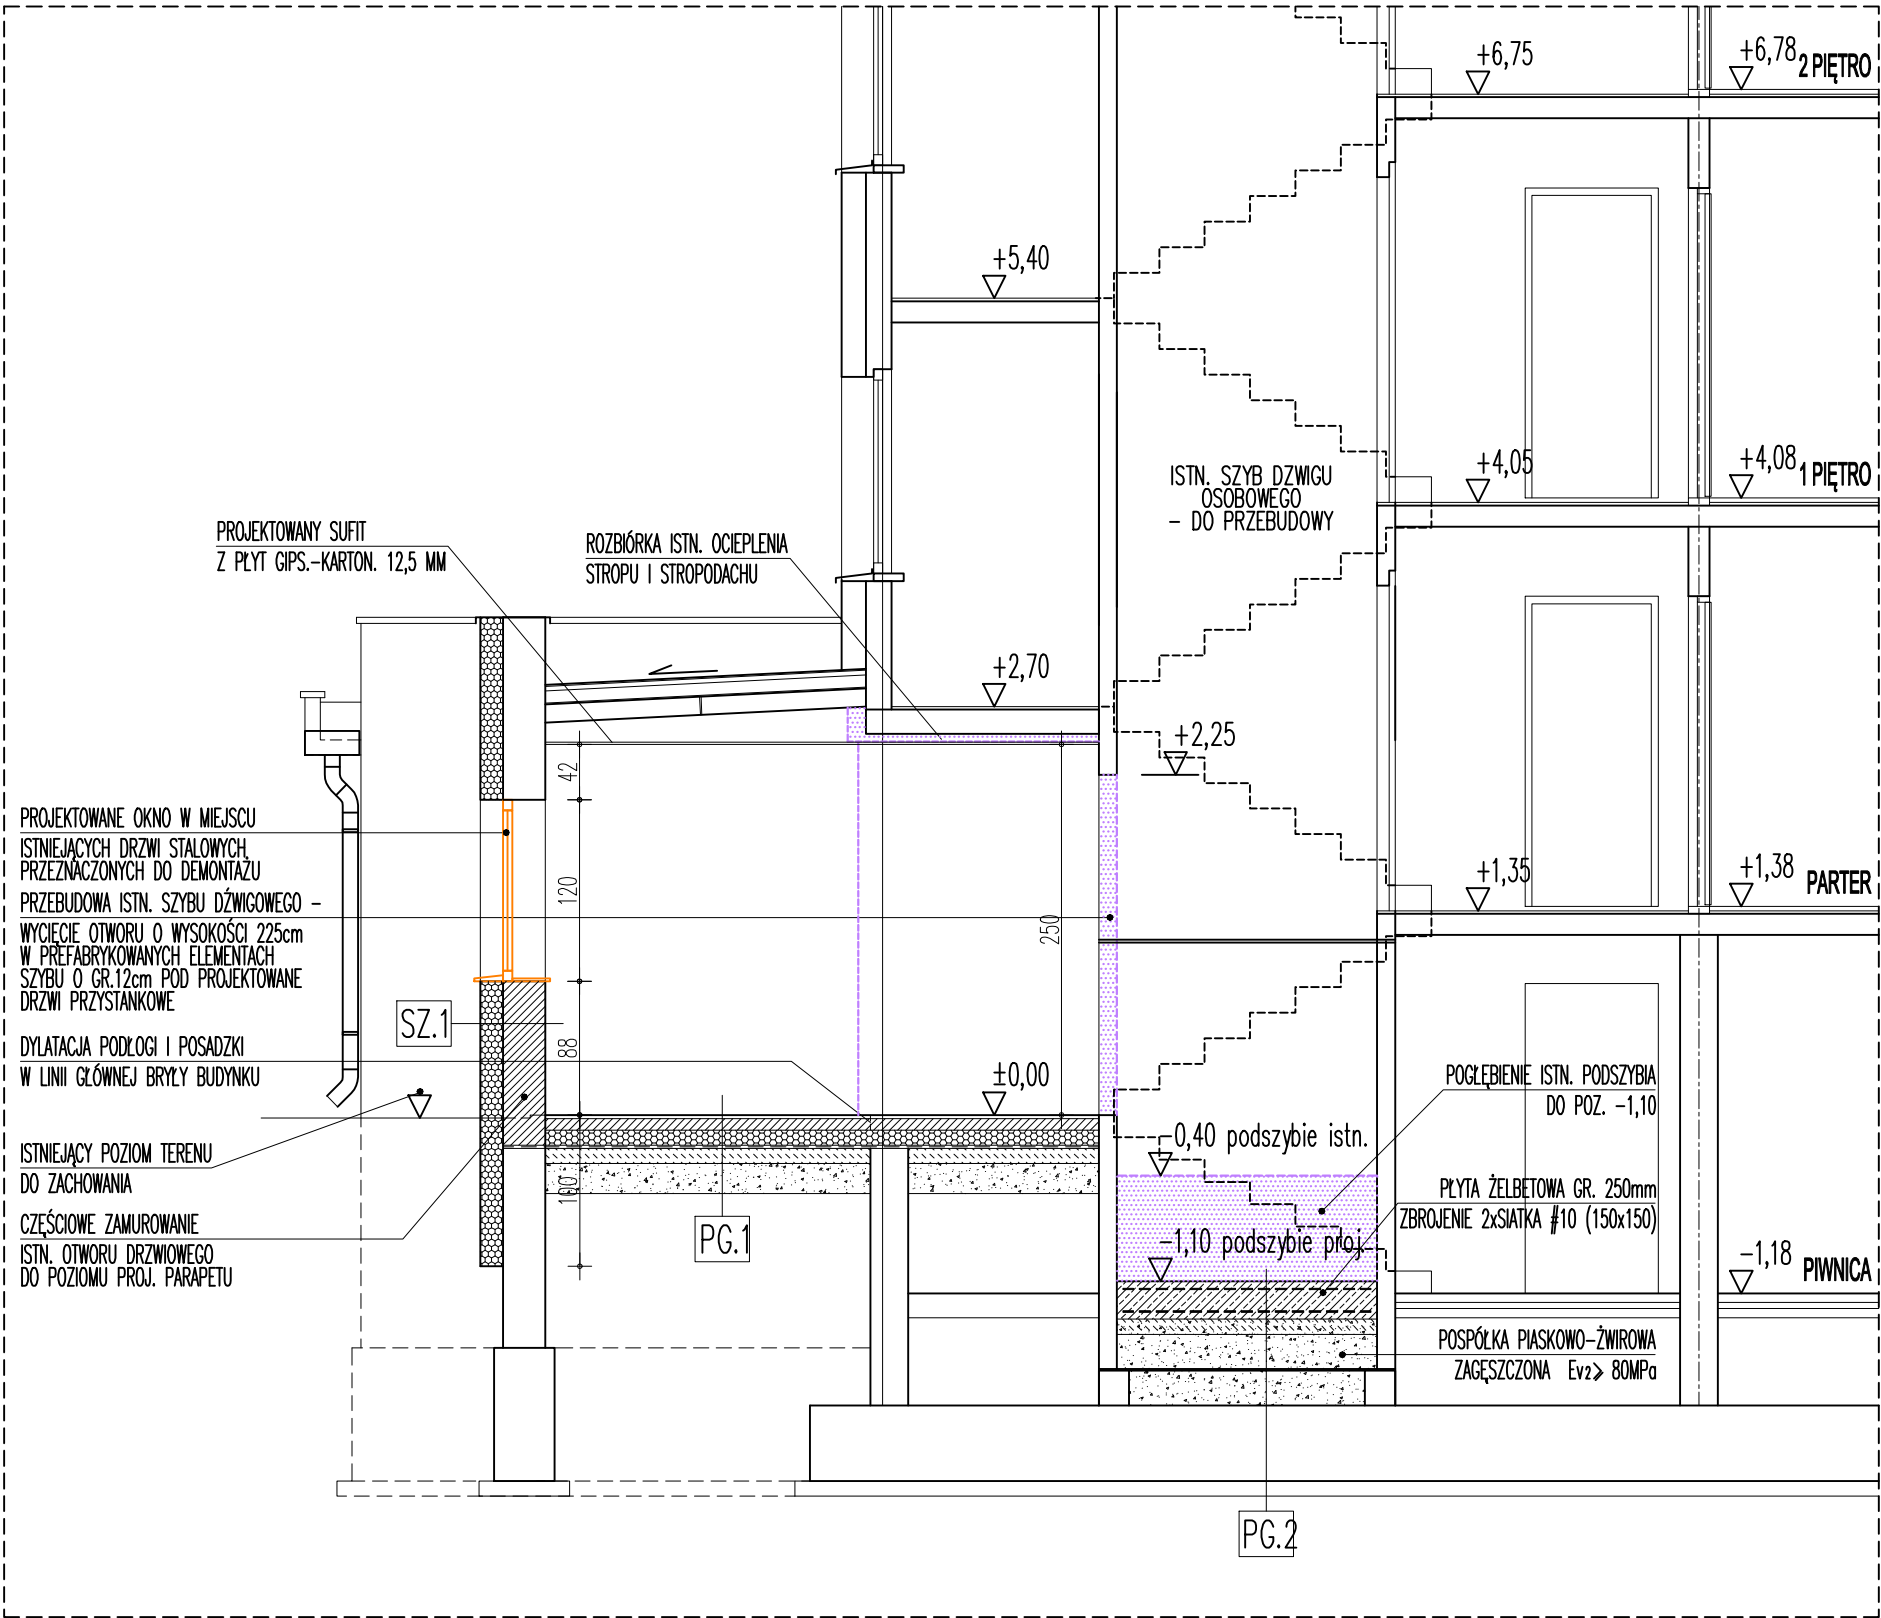 +6,75
+6,78
2 PIĘTRO
+5,40
+4,05
+4,08
1 PIĘTRO
ISTN. SZYB DZWIGU
OSOBOWEGO
- DO PRZEBUDOWY
PROJEKTOWANY SUFIT
Z PŁYT GIPS.-KARTON. 12,5 MM
ROZBIÓRKA ISTN. OCIEPLENIA
STROPU I STROPODACHU
+2,70
+2,25
42
120
250
88
100
PROJEKTOWANE OKNO W MIEJSCU
ISTNIEJĄCYCH DRZWI STALOWYCH,
PRZEZNACZONYCH DO DEMONTAŻU
PRZEBUDOWA ISTN. SZYBU DŹWIGOWEGO -
WYCIĘCIE OTWORU O WYSOKOŚCI 225cm
W PREFABRYKOWANYCH ELEMENTACH
SZYBU O GR.12cm POD PROJEKTOWANE
DRZWI PRZYSTANKOWE
SZ.1
DYLATACJA PODŁOGI I POSADZKI
W LINII GŁÓWNEJ BRYŁY BUDYNKU
ISTNIEJĄCY POZIOM TERENU
DO ZACHOWANIA
CZĘŚCIOWE ZAMUROWANIE
ISTN. OTWORU DRZWIOWEGO
DO POZIOMU PROJ. PARAPETU
+1,35
+1,38
PARTER
±0,00
POGŁĘBIENIE ISTN. PODSZYBIA
DO POZ. -1,10
-0,40 podszybie istn.
PŁYTA ŻELBETOWA GR. 250mm
ZBROJENIE 2xSIATKA #10 (150x150)
-1,10 podszybie proj.
PG.1
-1,18
PIWNICA
POSPÓŁKA PIASKOWO-ŻWIROWA
ZAGĘSZCZONA Ev2⩾ 80MPa
PG.2